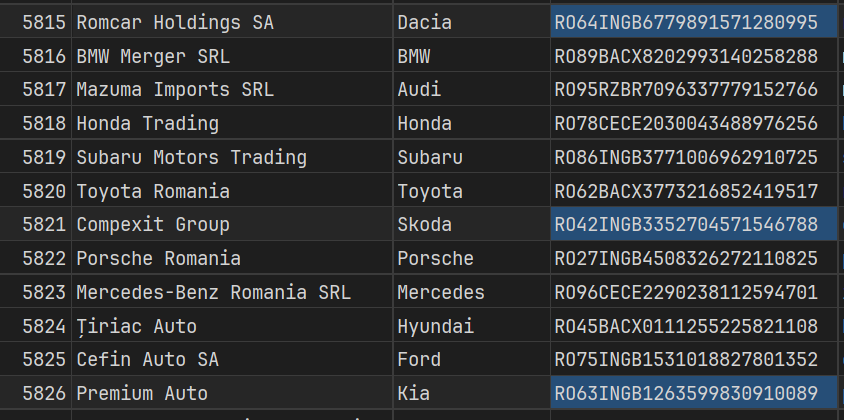 5815 Romcar Holdings SA Dacia RO64INGB6779891571280995
5816 BMW Merger SRL BMW RO89BACX8202993140258288
5817 Mazuma Imports SRL Audi RO95RZBR7096337779152766
5818 Honda Trading Honda RO78CECE2030043488976256
5819 Subaru Motors Trading Subaru RO86INGB3771006962910725
5820 Toyota Romania Toyota RO62BACX3773216852419517
5821 Compexit Group Skoda RO42INGB3352704571546788
5822 Porsche Romania Porsche RO27INGB4508326272110825
5823 Mercedes-Benz Romania SRL Mercedes RO96CECE2290238112594701
5824 Țiriac Auto Hyundai RO45BACX0111255225821108
5825 Cefin Auto SA Ford RO75INGB1531018827801352
5826 Premium Auto Kia RO63INGB1263599830910089